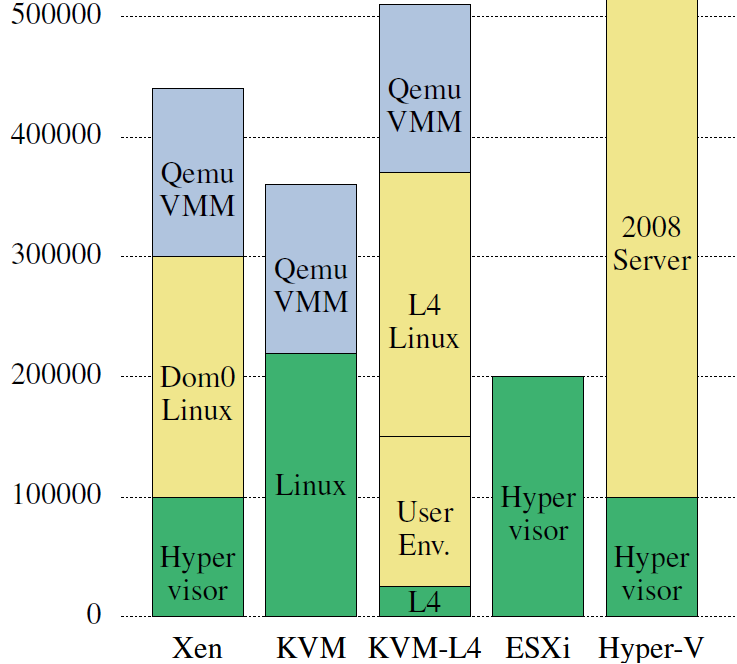 500000
400000
300000
200000
100000
0
Qemu
VMM
Dom0
Linux
Hyper
visor
Qemu
VMM
Linux
Qemu
VMM
L4
Linux
User
Env.
L4
Hyper
visor
2008
Server
Hyper
visor
Xen KVM KVM-L4 ESXi Hyper-V